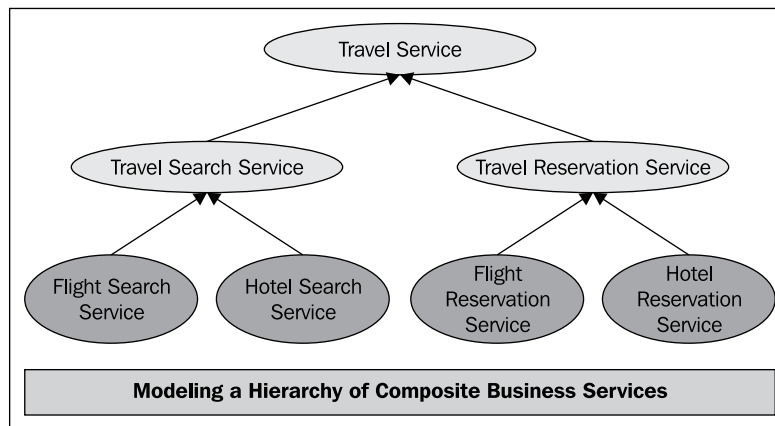 Travel Service
Travel Search Service
Travel Reservation Service
Flight Search
Service
Hotel Search
Service
Flight
Reservation
Service
Hotel
Reservation
Service
Modeling a Hierarchy of Composite Business Services